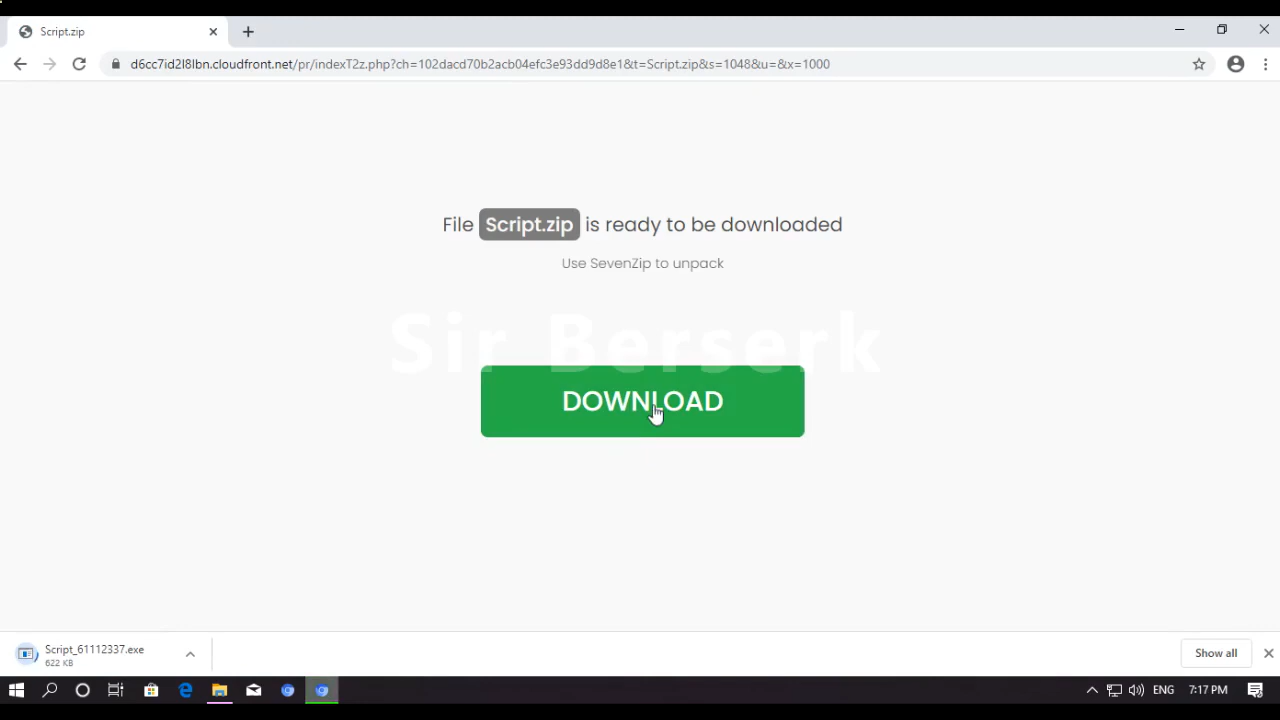 Script.zip
d6cc7id2l8lbn.cloudfront.net/pr/indexT2z.php?ch=102dacd70b2acb04efc3e93dd9d8e1&t=Script.zip&s=1048&u=&x=1000
File Script.zip is ready to be downloaded
Use SevenZip to unpack
Sir Berserk
DOWNLOAD
Script_61112337.exe
622 KB
Show all
ENG 7:17 PM